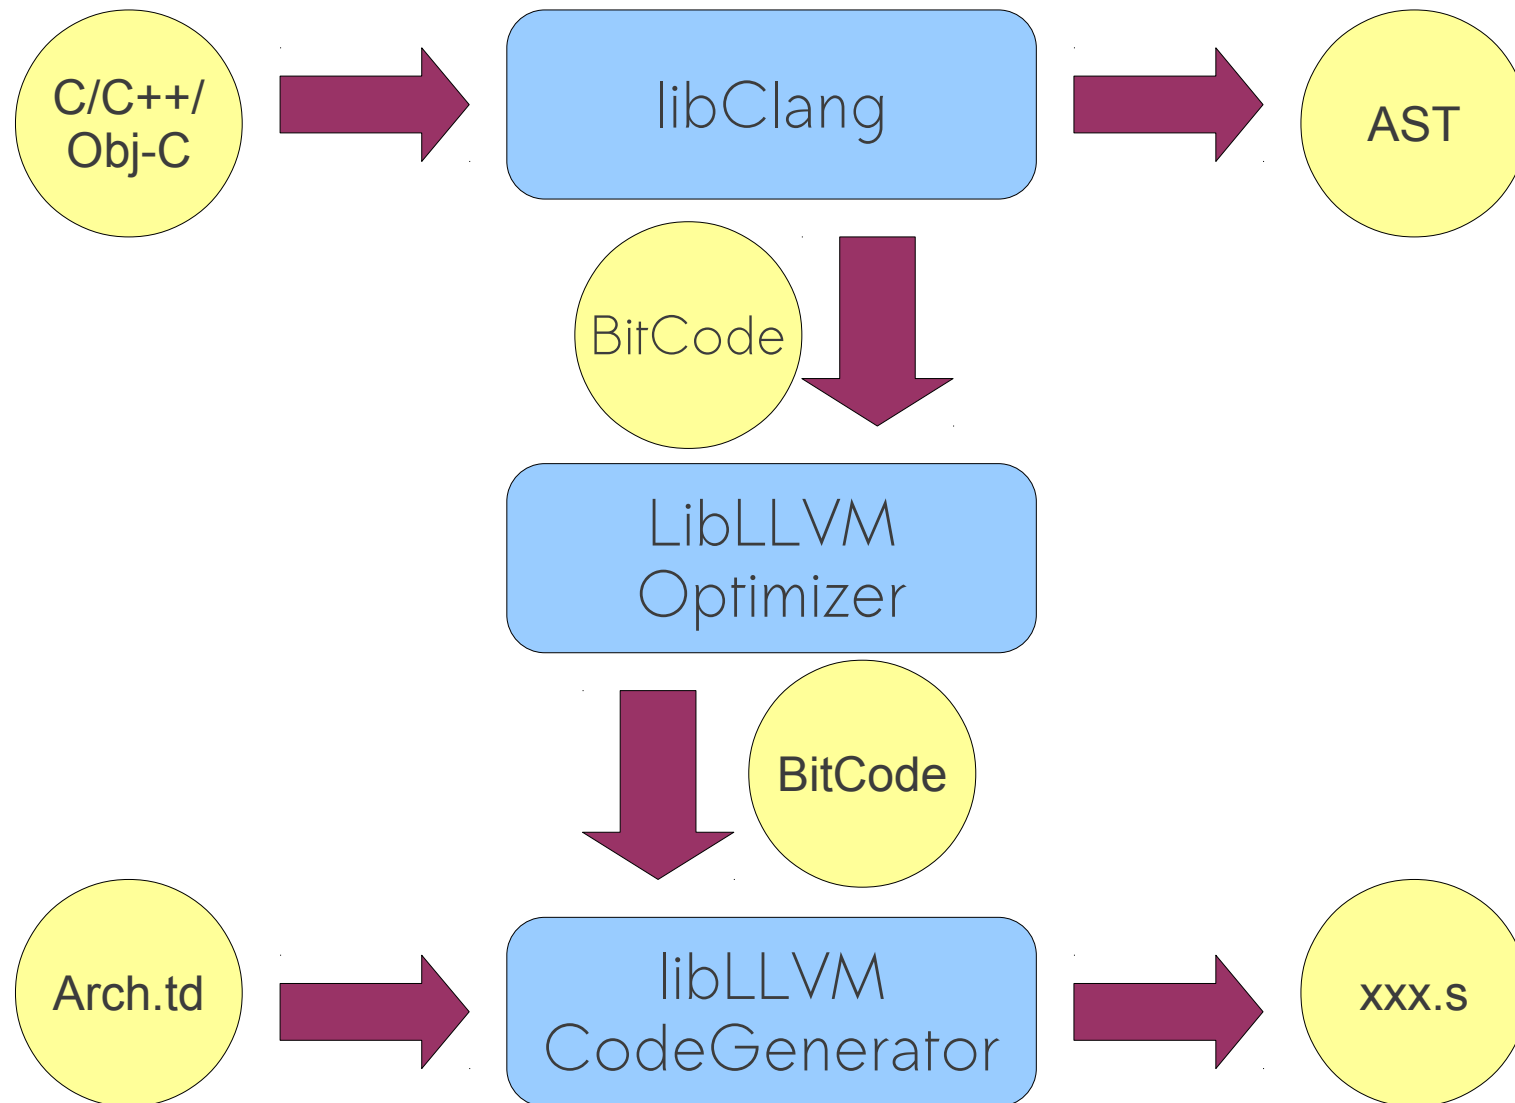 C/C++/
Obj-C
libClang
AST
BitCode
LibLLVM
Optimizer
BitCode
Arch.td
libLLVM
CodeGenerator
xxx.s